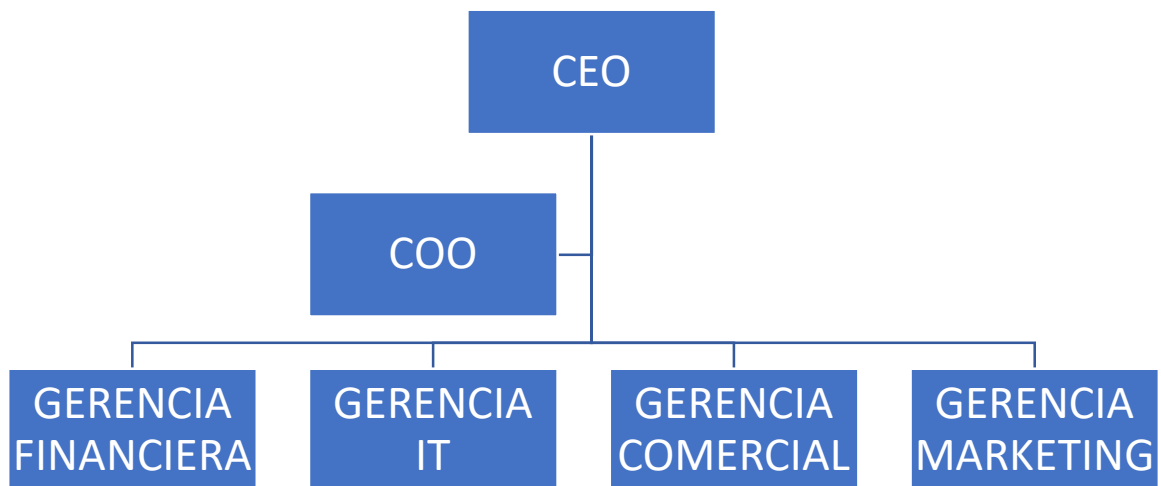 CEO
COO
GERENCIA
FINANCIERA
GERENCIA
IT
GERENCIA
COMERCIAL
GERENCIA
MARKETING